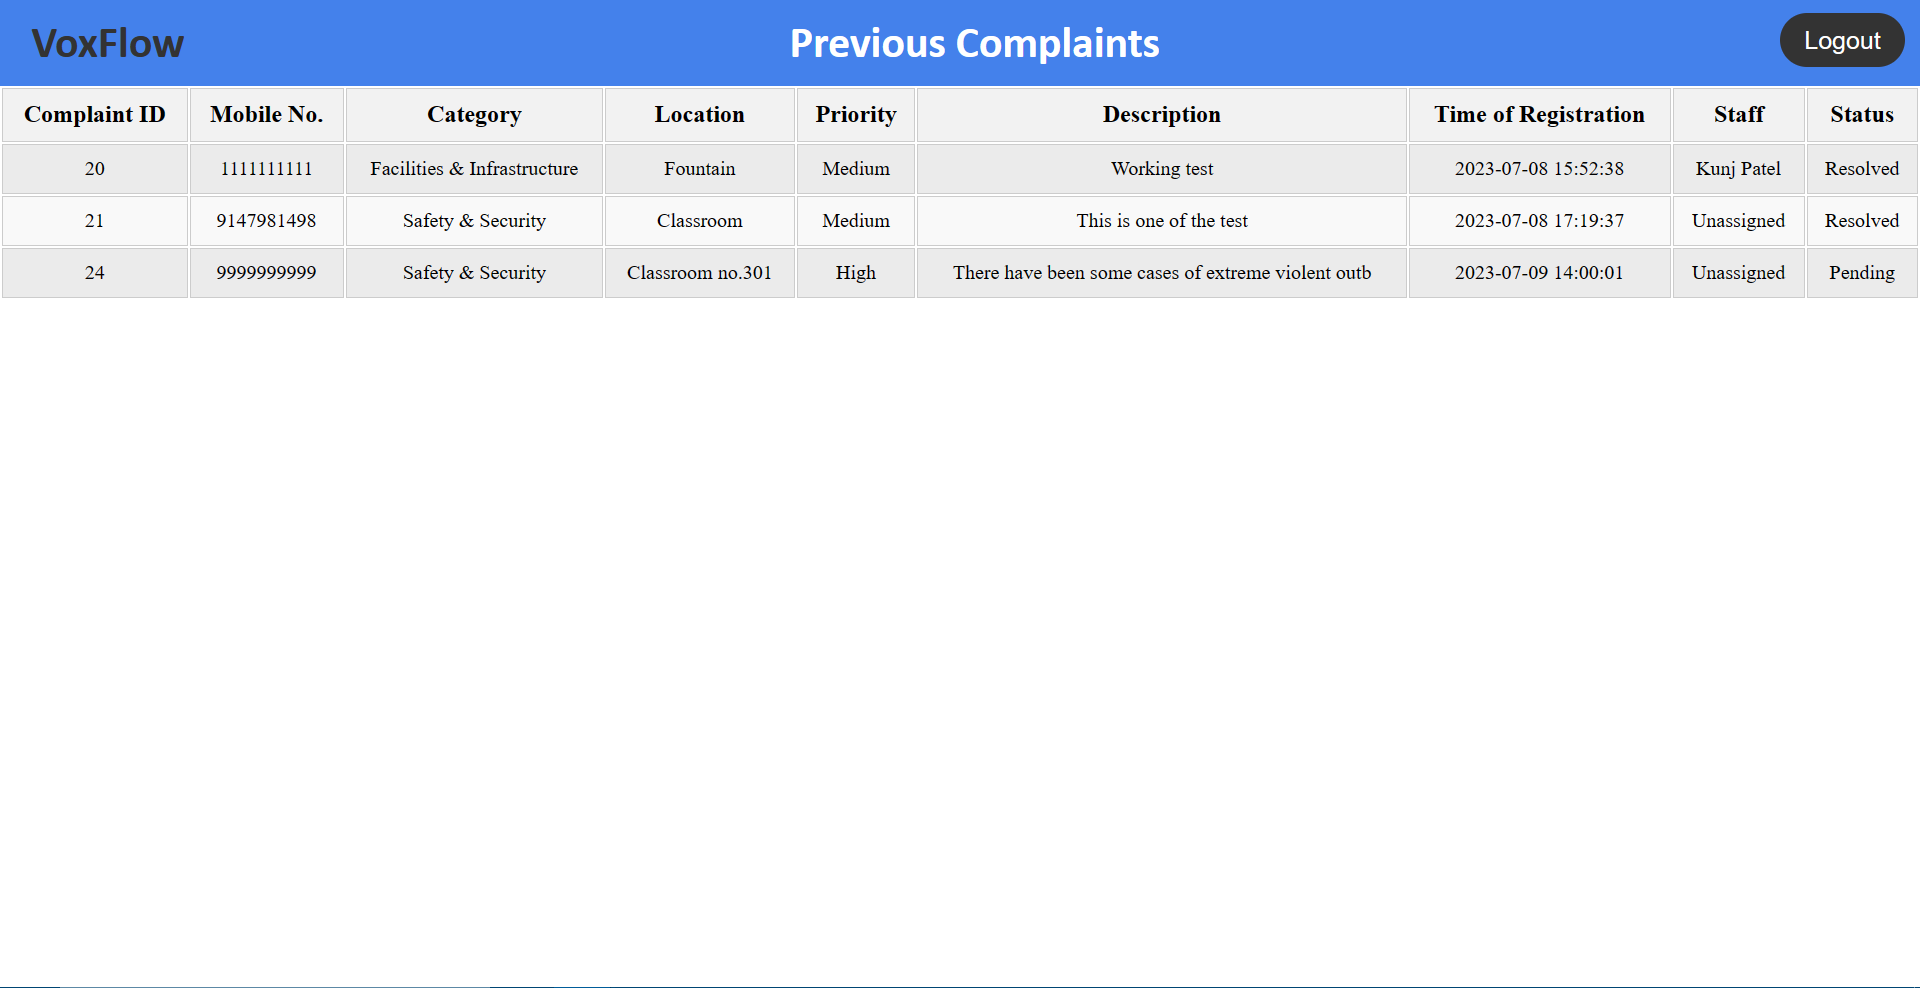 VoxFlow Previous Complaints Logout
Complaint ID Mobile No. Category Location Priority Description Time of Registration Staff Status
20 1111111111 Facilities & Infrastructure Fountain Medium Working test 2023-07-08 15:52:38 Kunj Patel Resolved
21 9147981498 Safety & Security Classroom Medium This is one of the test 2023-07-08 17:19:37 Unassigned Resolved
24 9999999999 Safety & Security Classroom no.301 High There have been some cases of extreme violent outb 2023-07-09 14:00:01 Unassigned Pending